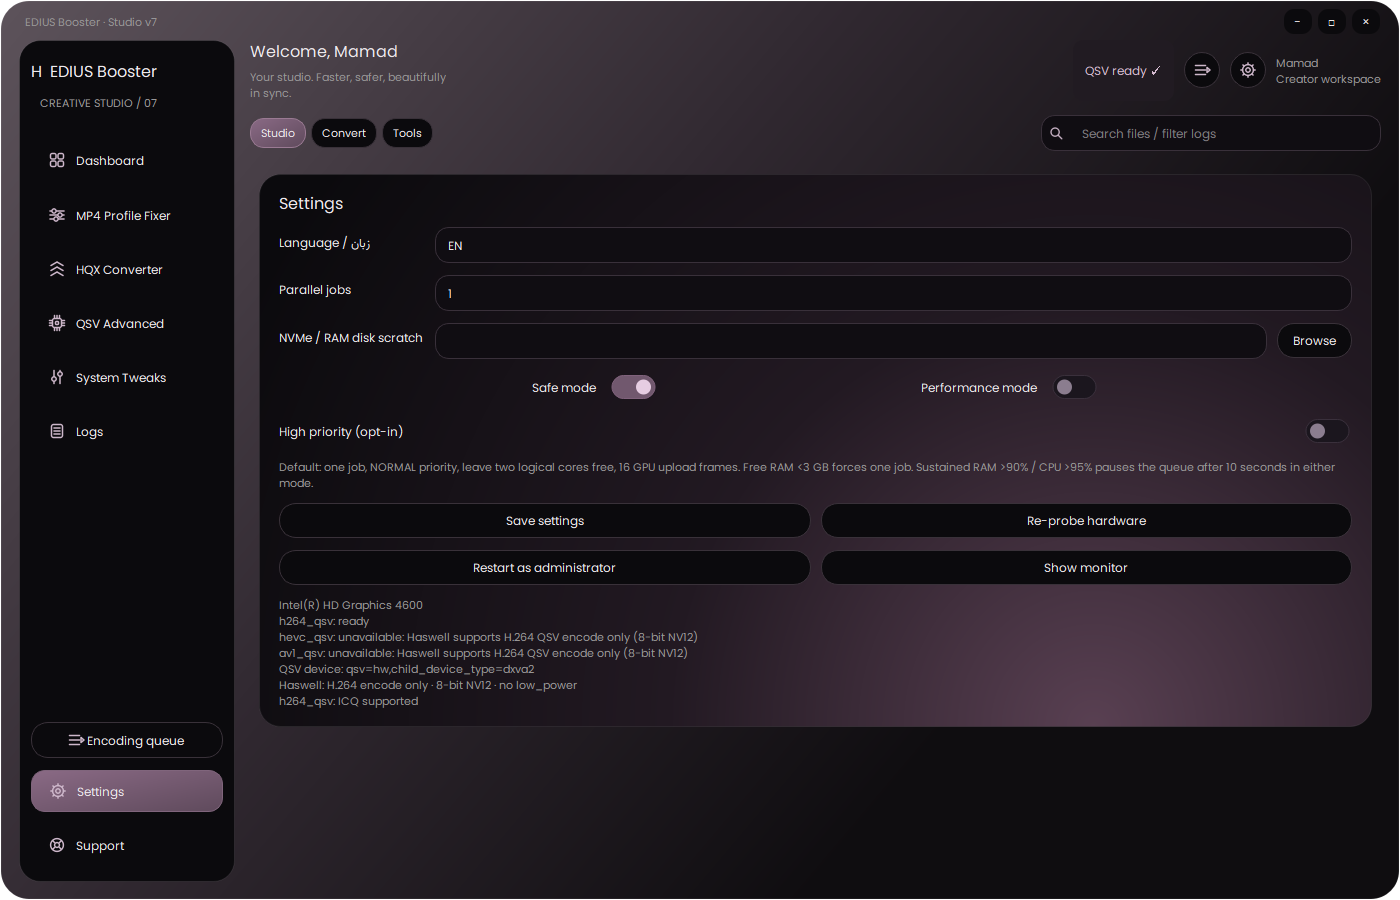 EDIUS Booster · Studio v7
H EDIUS Booster
CREATIVE STUDIO / 07
Dashboard
MP4 Profile Fixer
HQX Converter
QSV Advanced
System Tweaks
Logs
Encoding queue
Settings
Support
Welcome, Mamad
Your studio. Faster, safer, beautifully
in sync.
QSV ready ✓
Mamad
Creator workspace
Studio
Convert
Tools
Search files / filter logs
Settings
Language / زبان
EN
Parallel jobs
1
NVMe / RAM disk scratch
Browse
Safe mode
Performance mode
High priority (opt-in)
Default: one job, NORMAL priority, leave two logical cores free, 16 GPU upload frames. Free RAM <3 GB forces one job. Sustained RAM >90% / CPU >95% pauses the queue after 10 seconds in either
mode.
Save settings
Re-probe hardware
Restart as administrator
Show monitor
Intel(R) HD Graphics 4600
h264_qsv: ready
hevc_qsv: unavailable: Haswell supports H.264 QSV encode only (8-bit NV12)
av1_qsv: unavailable: Haswell supports H.264 QSV encode only (8-bit NV12)
QSV device: qsv=hw,child_device_type=dxva2
Haswell: H.264 encode only · 8-bit NV12 · no low_power
h264_qsv: ICQ supported